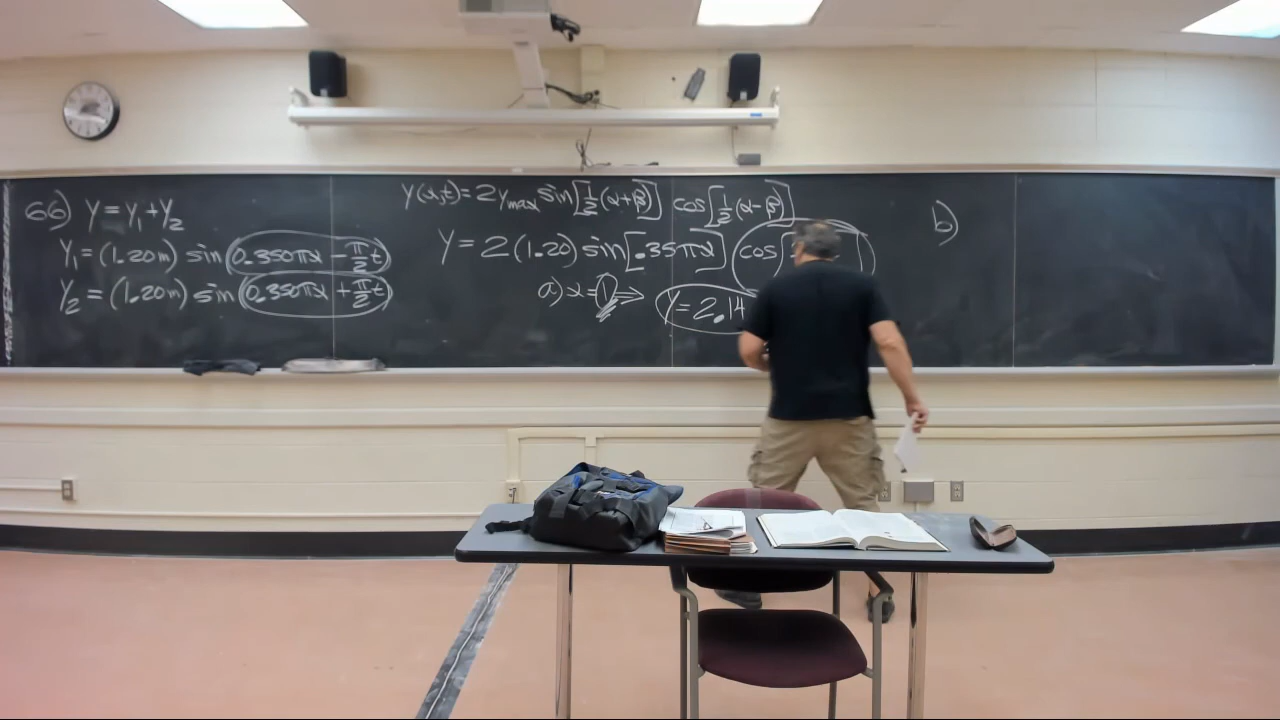 66) Y = Y₁ + Y₂
Y₁ = (1.20m) sin (0.350πx - π/2 t)
Y₂ = (1.20m) sin (0.350πx + π/2 t)
Y(x,t) = 2Ymax sin[½(α+β)] cos[½(α-β)]
Y = 2(1.20) sin[.35πx] cos[
a) x = 1 ⇒ Y = 2.14
b)